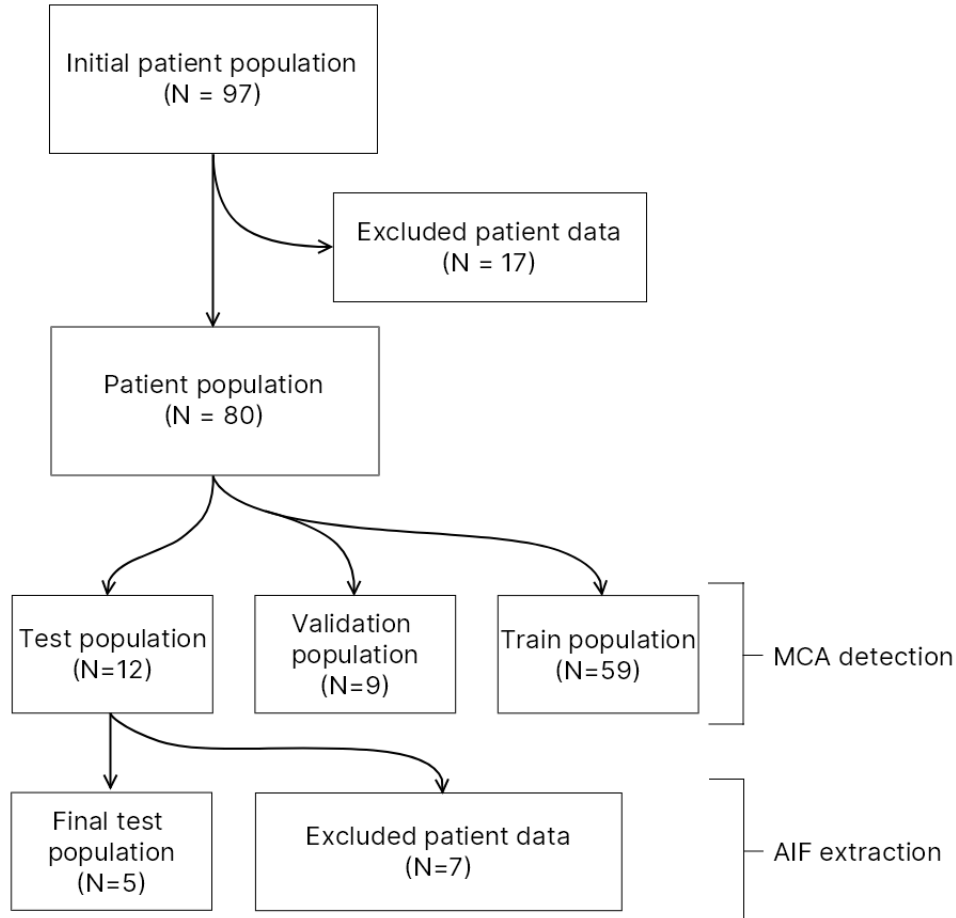 Initial patient population
(N = 97)
Excluded patient data
(N = 17)
Patient population
(N = 80)
Test population
(N=12)
Validation
population
(N=9)
Train population
(N=59)
MCA detection
Final test
population
(N=5)
Excluded patient data
(N=7)
AIF extraction